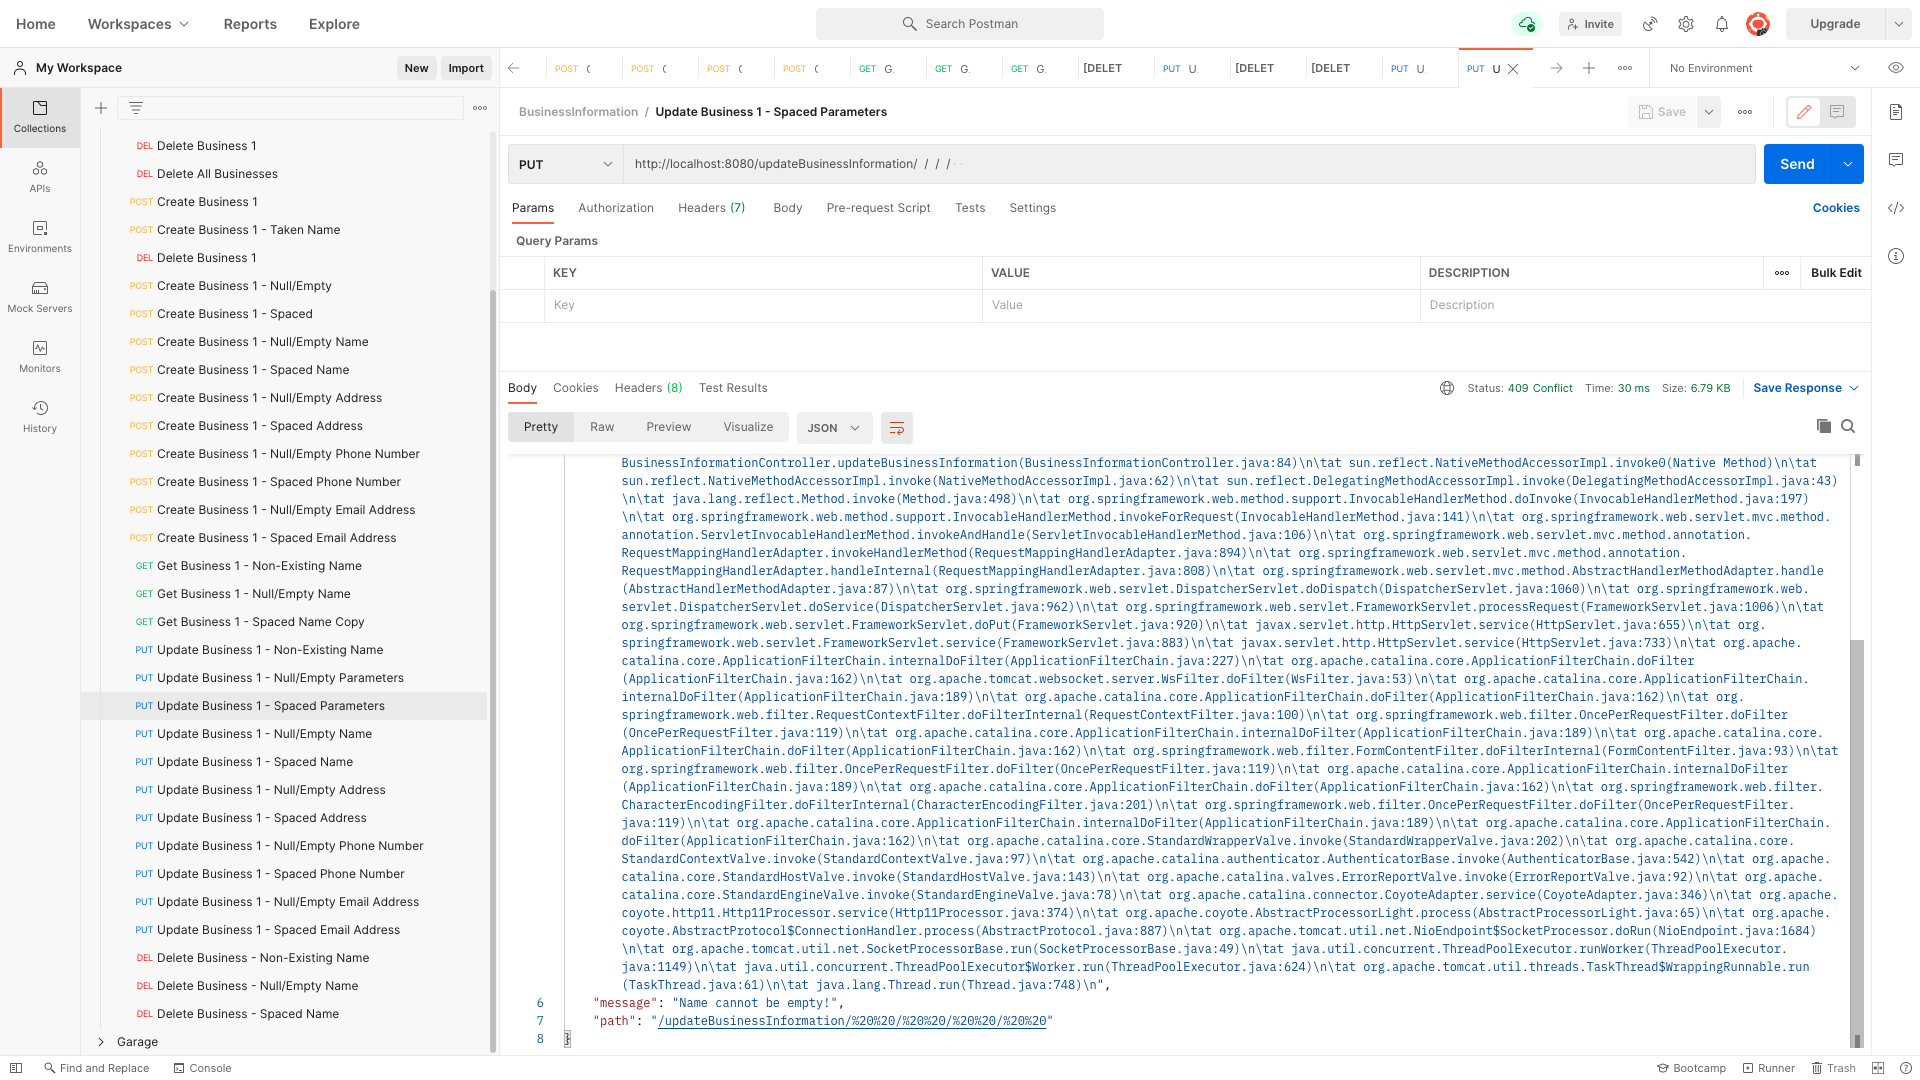 Home
Workspaces
Reports
Explore
Search Postman
Invite
Upgrade
My Workspace
New
Import
POST
POST
POST
POST
GET G
GET G
GET G
[DELET
PUT U
[DELET
[DELET
PUT U
PUT U
No Environment
Collections
APIs
Environments
Mock Servers
Monitors
History
DEL Delete Business 1
DEL Delete All Businesses
POST Create Business 1
POST Create Business 1 - Taken Name
DEL Delete Business 1
POST Create Business 1 - Null/Empty
POST Create Business 1 - Spaced
POST Create Business 1 - Null/Empty Name
POST Create Business 1 - Spaced Name
POST Create Business 1 - Null/Empty Address
POST Create Business 1 - Spaced Address
POST Create Business 1 - Null/Empty Phone Number
POST Create Business 1 - Spaced Phone Number
POST Create Business 1 - Null/Empty Email Address
POST Create Business 1 - Spaced Email Address
GET Get Business 1 - Non-Existing Name
GET Get Business 1 - Null/Empty Name
GET Get Business 1 - Spaced Name Copy
PUT Update Business 1 - Non-Existing Name
PUT Update Business 1 - Null/Empty Parameters
PUT Update Business 1 - Spaced Parameters
PUT Update Business 1 - Null/Empty Name
PUT Update Business 1 - Spaced Name
PUT Update Business 1 - Null/Empty Address
PUT Update Business 1 - Spaced Address
PUT Update Business 1 - Null/Empty Phone Number
PUT Update Business 1 - Spaced Phone Number
PUT Update Business 1 - Null/Empty Email Address
PUT Update Business 1 - Spaced Email Address
DEL Delete Business - Non-Existing Name
DEL Delete Business - Null/Empty Name
DEL Delete Business - Spaced Name
Garage
BusinessInformation / Update Business 1 - Spaced Parameters
Save
PUT
http://localhost:8080/updateBusinessInformation/ / / /
Send
Params
Authorization
Headers (7)
Body
Pre-request Script
Tests
Settings
Cookies
Query Params
KEY
VALUE
DESCRIPTION
Bulk Edit
Key
Value
Description
Body
Cookies
Headers (8)
Test Results
Status: 409 Conflict
Time: 30 ms
Size: 6.79 KB
Save Response
Pretty
Raw
Preview
Visualize
JSON
BusinessInformationController.updateBusinessInformation(BusinessInformationController.java:84)\n\tat sun.reflect.NativeMethodAccessorImpl.invoke0(Native Method)\n\tat
sun.reflect.NativeMethodAccessorImpl.invoke(NativeMethodAccessorImpl.java:62)\n\tat sun.reflect.DelegatingMethodAccessorImpl.invoke(DelegatingMethodAccessorImpl.java:43)
\n\tat java.lang.reflect.Method.invoke(Method.java:498)\n\tat org.springframework.web.method.support.InvocableHandlerMethod.doInvoke(InvocableHandlerMethod.java:197)
\n\tat org.springframework.web.method.support.InvocableHandlerMethod.invokeForRequest(InvocableHandlerMethod.java:141)\n\tat org.springframework.web.servlet.mvc.method.
annotation.ServletInvocableHandlerMethod.invokeAndHandle(ServletInvocableHandlerMethod.java:106)\n\tat org.springframework.web.servlet.mvc.method.annotation.
RequestMappingHandlerAdapter.invokeHandlerMethod(RequestMappingHandlerAdapter.java:894)\n\tat org.springframework.web.servlet.mvc.method.annotation.
RequestMappingHandlerAdapter.handleInternal(RequestMappingHandlerAdapter.java:808)\n\tat org.springframework.web.servlet.mvc.method.AbstractHandlerMethodAdapter.handle
(AbstractHandlerMethodAdapter.java:87)\n\tat org.springframework.web.servlet.DispatcherServlet.doDispatch(DispatcherServlet.java:1060)\n\tat org.springframework.web.
servlet.DispatcherServlet.doService(DispatcherServlet.java:962)\n\tat org.springframework.web.servlet.FrameworkServlet.processRequest(FrameworkServlet.java:1006)\n\tat
org.springframework.web.servlet.FrameworkServlet.doPut(FrameworkServlet.java:920)\n\tat javax.servlet.http.HttpServlet.service(HttpServlet.java:655)\n\tat org.
springframework.web.servlet.FrameworkServlet.service(FrameworkServlet.java:883)\n\tat javax.servlet.http.HttpServlet.service(HttpServlet.java:733)\n\tat org.apache.
catalina.core.ApplicationFilterChain.internalDoFilter(ApplicationFilterChain.java:227)\n\tat org.apache.catalina.core.ApplicationFilterChain.doFilter
(ApplicationFilterChain.java:162)\n\tat org.apache.tomcat.websocket.server.WsFilter.doFilter(WsFilter.java:53)\n\tat org.apache.catalina.core.ApplicationFilterChain.
internalDoFilter(ApplicationFilterChain.java:189)\n\tat org.apache.catalina.core.ApplicationFilterChain.doFilter(ApplicationFilterChain.java:162)\n\tat org.
springframework.web.filter.RequestContextFilter.doFilterInternal(RequestContextFilter.java:100)\n\tat org.springframework.web.filter.OncePerRequestFilter.doFilter
(OncePerRequestFilter.java:119)\n\tat org.apache.catalina.core.ApplicationFilterChain.internalDoFilter(ApplicationFilterChain.java:189)\n\tat org.apache.catalina.core.
ApplicationFilterChain.doFilter(ApplicationFilterChain.java:162)\n\tat org.springframework.web.filter.FormContentFilter.doFilterInternal(FormContentFilter.java:93)\n\tat
org.springframework.web.filter.OncePerRequestFilter.doFilter(OncePerRequestFilter.java:119)\n\tat org.apache.catalina.core.ApplicationFilterChain.internalDoFilter
(ApplicationFilterChain.java:189)\n\tat org.apache.catalina.core.ApplicationFilterChain.doFilter(ApplicationFilterChain.java:162)\n\tat org.springframework.web.filter.
CharacterEncodingFilter.doFilterInternal(CharacterEncodingFilter.java:201)\n\tat org.springframework.web.filter.OncePerRequestFilter.doFilter(OncePerRequestFilter.
java:119)\n\tat org.apache.catalina.core.ApplicationFilterChain.internalDoFilter(ApplicationFilterChain.java:189)\n\tat org.apache.catalina.core.ApplicationFilterChain.
doFilter(ApplicationFilterChain.java:162)\n\tat org.apache.catalina.core.StandardWrapperValve.invoke(StandardWrapperValve.java:202)\n\tat org.apache.catalina.core.
StandardContextValve.invoke(StandardContextValve.java:97)\n\tat org.apache.catalina.authenticator.AuthenticatorBase.invoke(AuthenticatorBase.java:542)\n\tat org.apache.
catalina.core.StandardHostValve.invoke(StandardHostValve.java:143)\n\tat org.apache.catalina.valves.ErrorReportValve.invoke(ErrorReportValve.java:92)\n\tat org.apache.
catalina.core.StandardEngineValve.invoke(StandardEngineValve.java:78)\n\tat org.apache.catalina.connector.CoyoteAdapter.service(CoyoteAdapter.java:346)\n\tat org.apache.
coyote.http11.Http11Processor.service(Http11Processor.java:374)\n\tat org.apache.coyote.AbstractProcessorLight.process(AbstractProcessorLight.java:65)\n\tat org.apache.
coyote.AbstractProtocol$ConnectionHandler.process(AbstractProtocol.java:887)\n\tat org.apache.tomcat.util.net.NioEndpoint$SocketProcessor.doRun(NioEndpoint.java:1684)
\n\tat org.apache.tomcat.util.net.SocketProcessorBase.run(SocketProcessorBase.java:49)\n\tat java.util.concurrent.ThreadPoolExecutor.runWorker(ThreadPoolExecutor.
java:1149)\n\tat java.util.concurrent.ThreadPoolExecutor$Worker.run(ThreadPoolExecutor.java:624)\n\tat org.apache.tomcat.util.threads.TaskThread$WrappingRunnable.run
(TaskThread.java:61)\n\tat java.lang.Thread.run(Thread.java:748)\n",
6 "message": "Name cannot be empty!",
7 "path": "/updateBusinessInformation/%20%20/%20%20/%20%20/%20%20"
8 }
Find and Replace
Console
Bootcamp
Runner
Trash